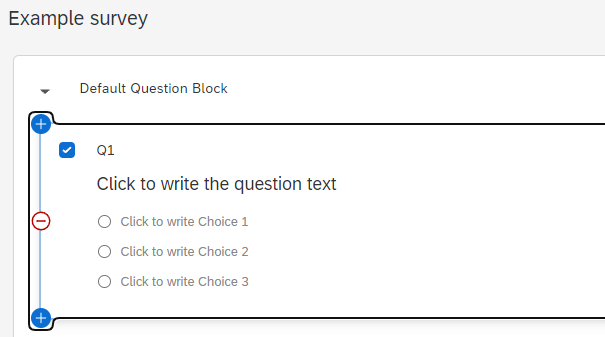 Example survey
Default Question Block
Q1
Click to write the question text
Click to write Choice 1
Click to write Choice 2
Click to write Choice 3